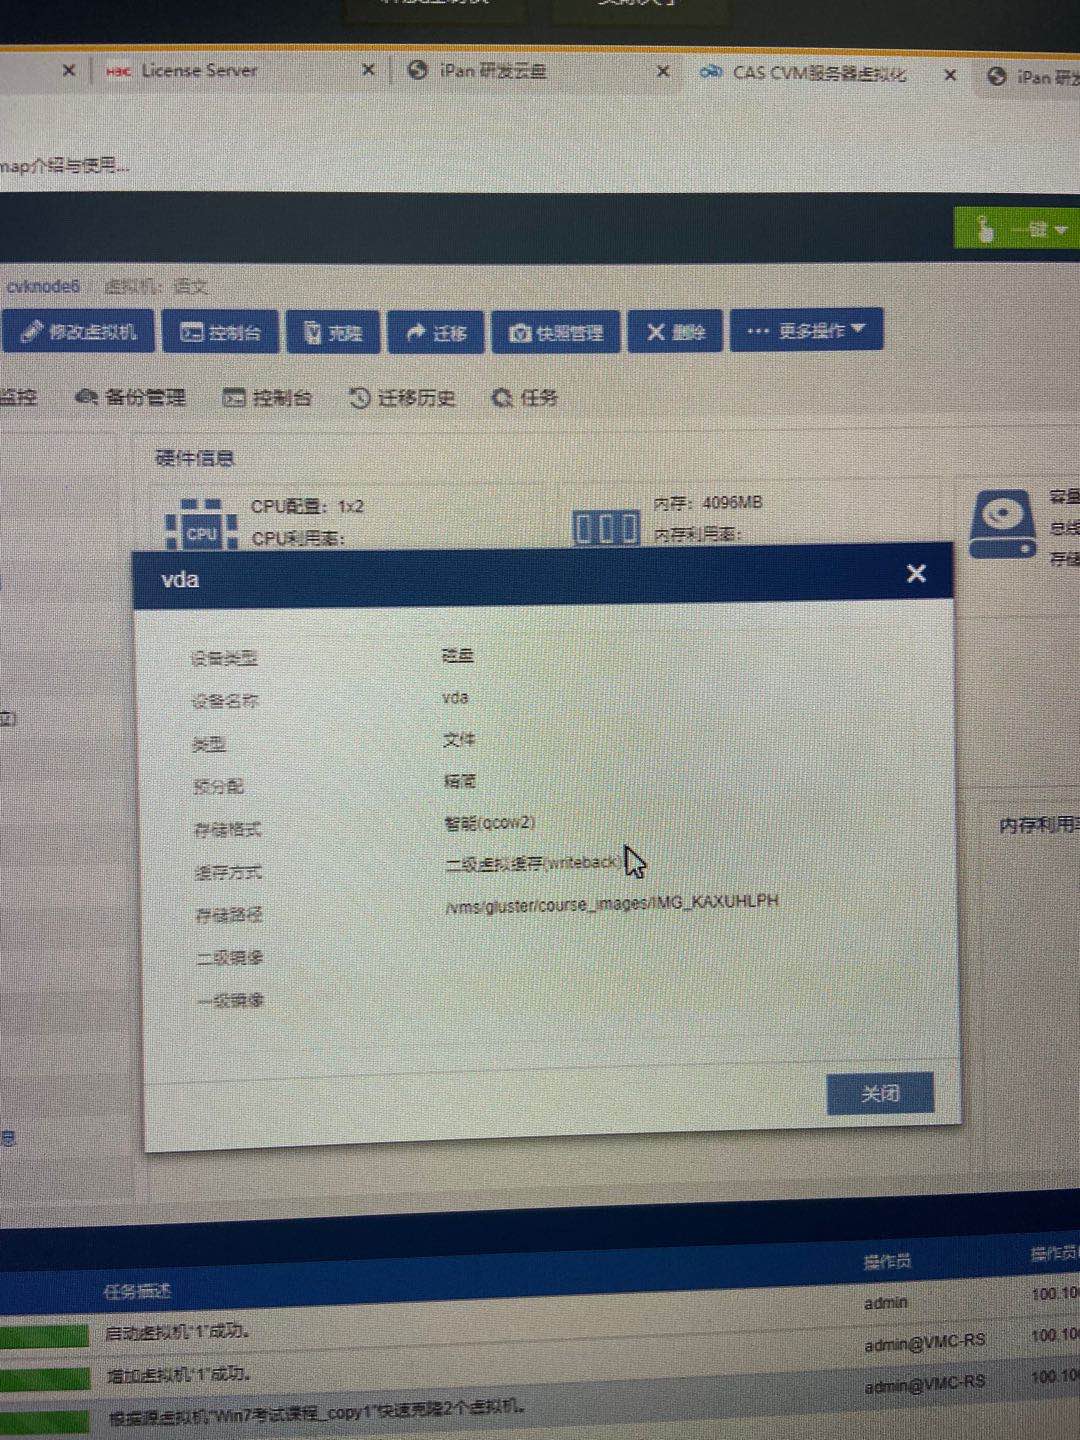 H3C License Server
iPan 研发云盘
CAS CVM服务器虚拟化
iPan 研发
map介绍与使用...
一键
cvknode6 虚拟机: 语文
修改虚拟机 控制台 克隆 迁移 快照管理 删除 更多操作
监控 备份管理 控制台 迁移历史 任务
硬件信息
CPU配置: 1x2
CPU
CPU利用率:
内存: 4096MB
内存利用率:
容量
总线
存储
vda
设备类型 磁盘
设备名称 vda
类型 文件
预分配 精简
存储格式 智能(qcow2)
缓存方式 二级虚拟缓存(writeback)
存储路径 /vms/gluster/course_images/IMG_KAXUHLPH
二级镜像
一级镜像
关闭
内存利用率
息
任务描述 操作员 操作员
启动虚拟机"1"成功。 admin 100.100
增加虚拟机"1"成功。 admin@VMC-RS 100.100
根据源虚拟机"Win7考试课程_copy1"快速克隆2个虚拟机。 admin@VMC-RS 100.100